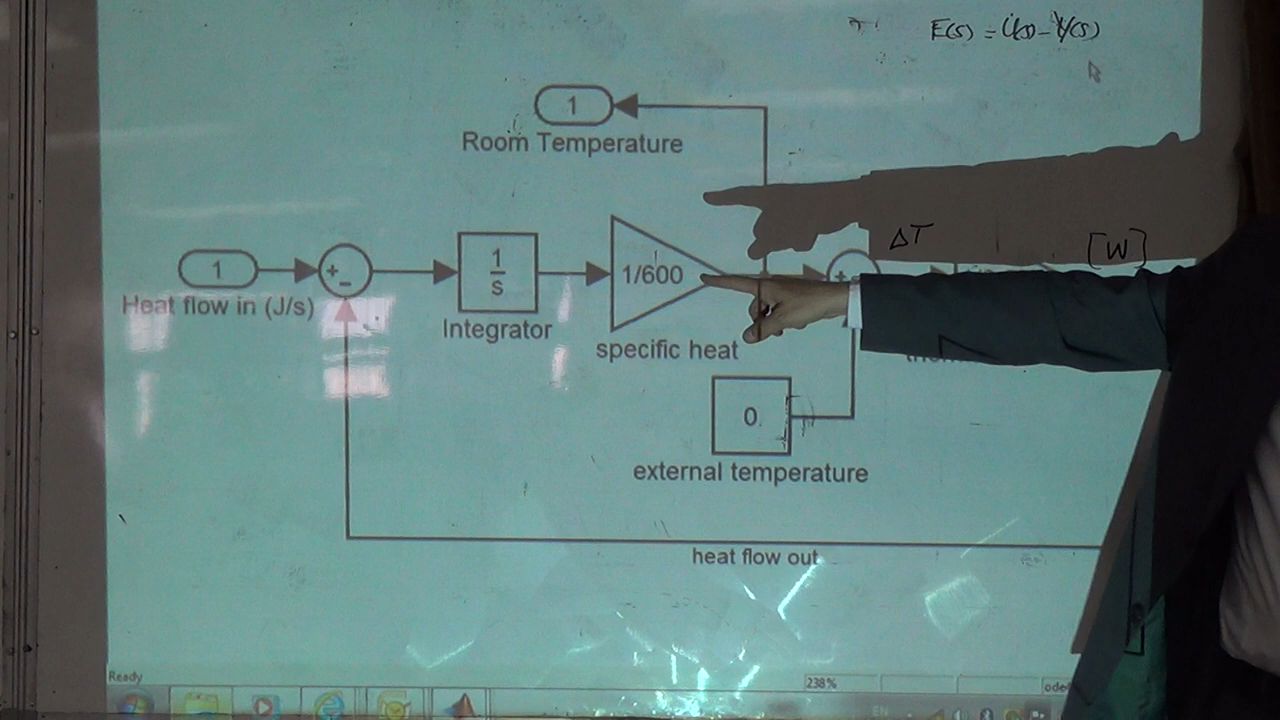 E(s) = U(s) - Y(s)
1
Room Temperature
ΔT
[W]
1
+
-
1
s
1/600
+
Heat flow in (J/s)
Integrator
specific heat
0
external temperature
heat flow out
Ready
238%
EN